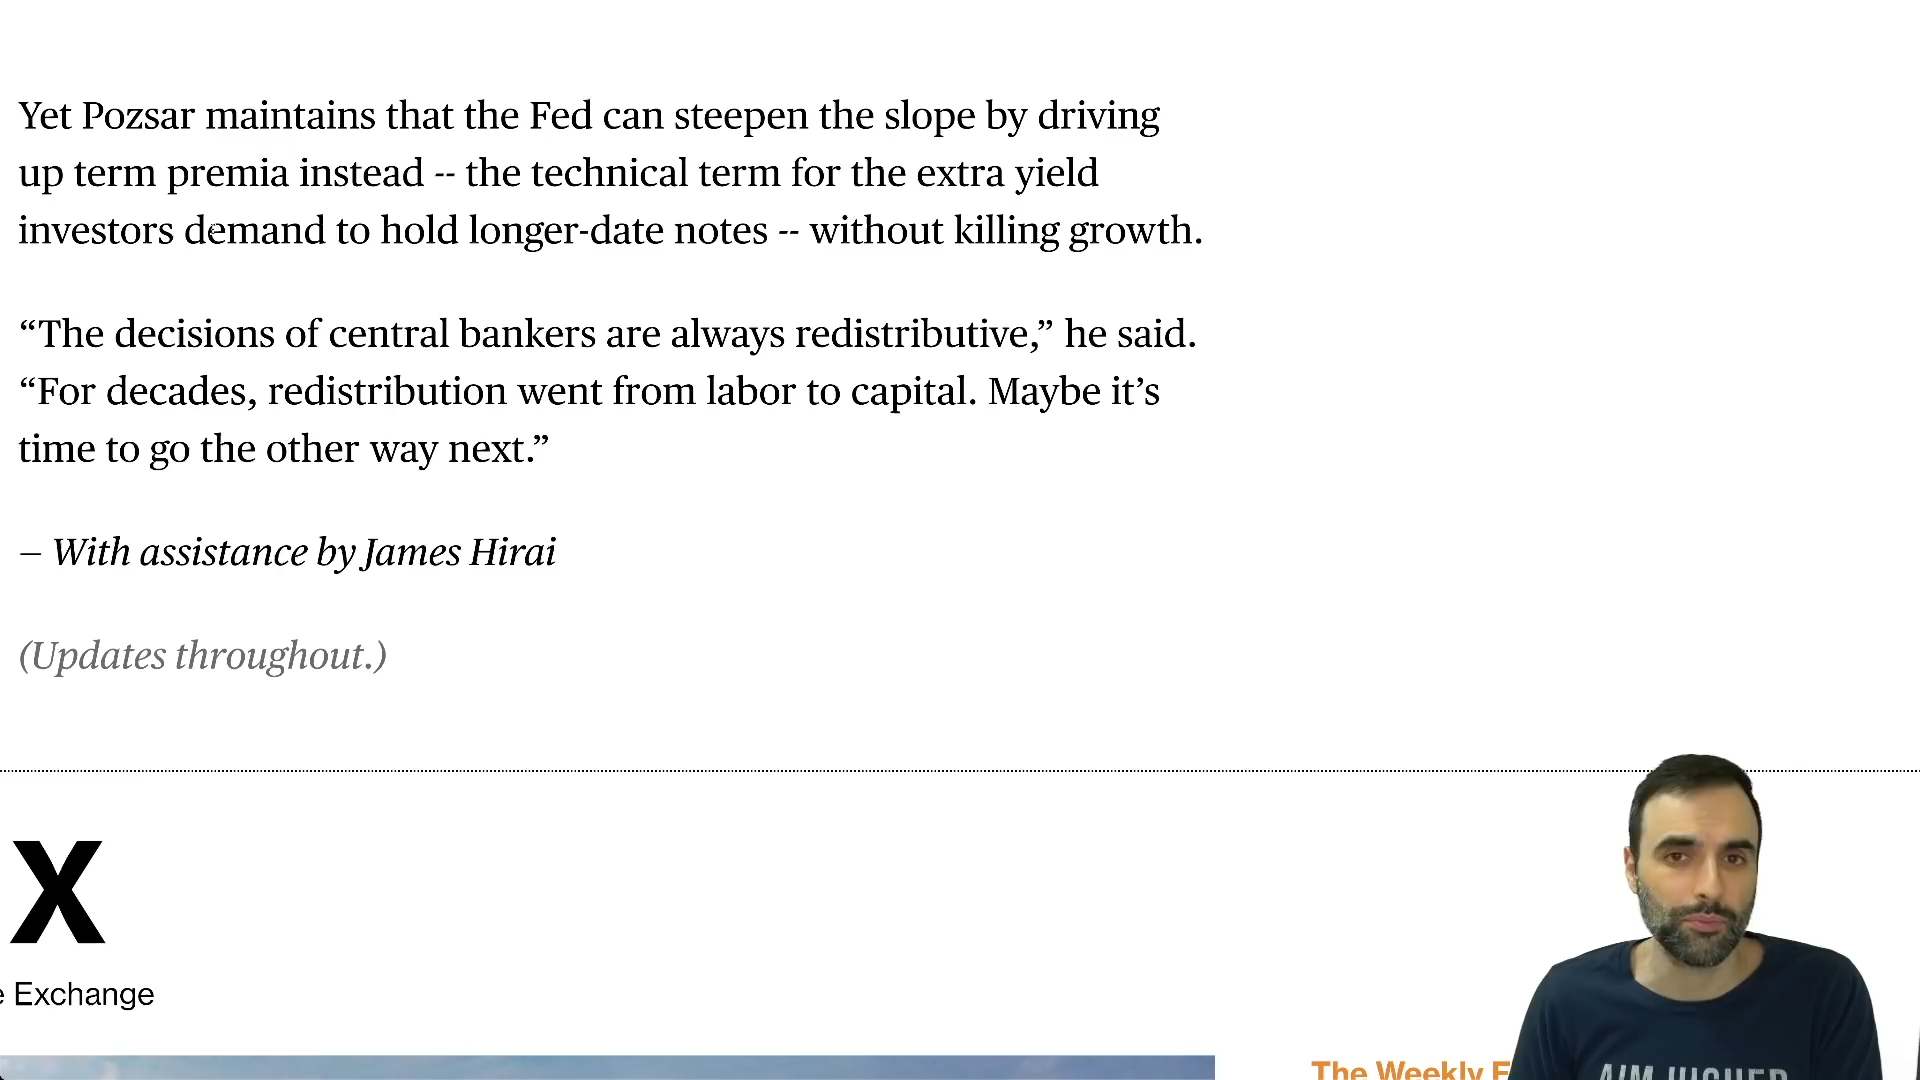 Yet Pozsar maintains that the Fed can steepen the slope by driving
up term premia instead -- the technical term for the extra yield
investors demand to hold longer-date notes -- without killing growth.
“The decisions of central bankers are always redistributive,” he said.
“For decades, redistribution went from labor to capital. Maybe it’s
time to go the other way next.”
– With assistance by James Hirai
(Updates throughout.)
X
e Exchange
The Weekly F
AIM HIGHER